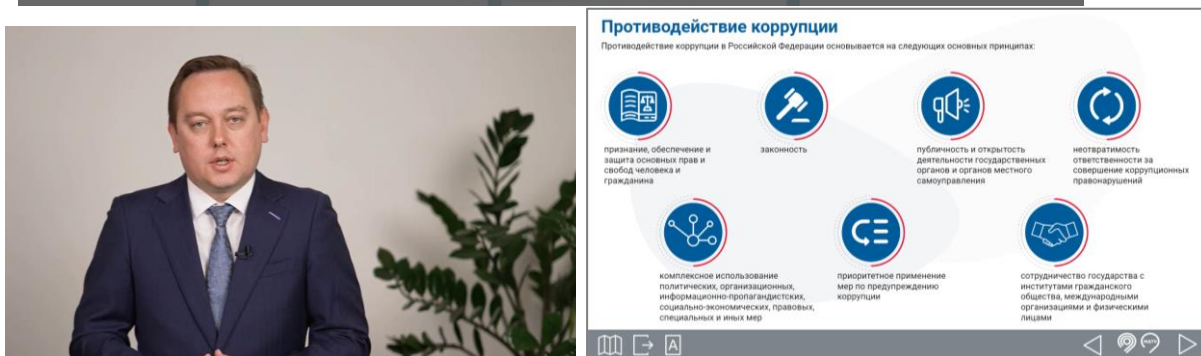 Противодействие коррупции
Противодействие коррупции в Российской Федерации основывается на следующих основных принципах:
признание, обеспечение и
защита основных прав и
свобод человека и
гражданина
законность
публичность и открытость
деятельности государственных
органов и органов местного
самоуправления
неотвратимость
ответственности за
совершение коррупционных
правонарушений
комплексное использование
политических, организационных,
информационно-пропагандистских,
социально-экономических, правовых,
специальных и иных мер
приоритетное применение
мер по предупреждению
коррупции
сотрудничество государства с
институтами гражданского
общества, международными
организациями и физическими
лицами
A